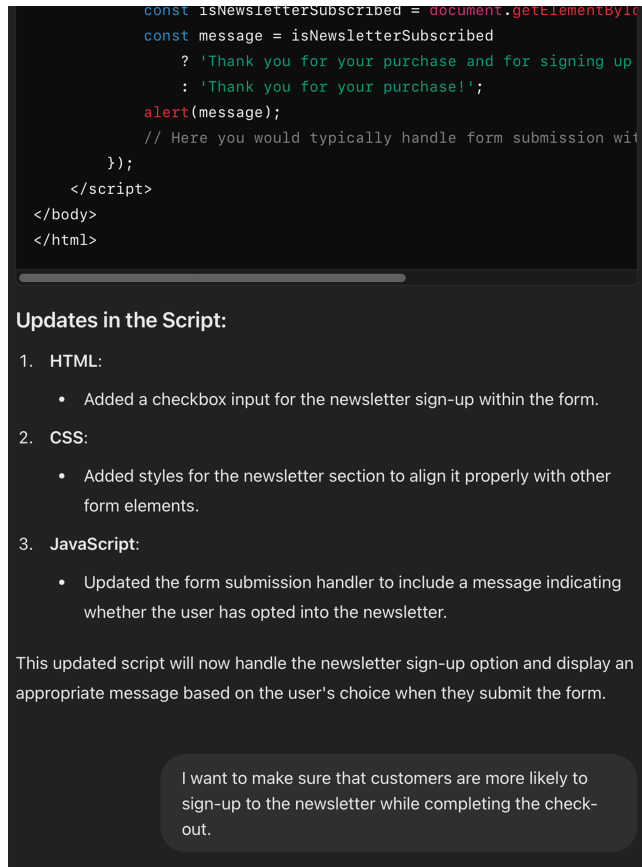 const isNewsletterSubscribed = document.getElementById
const message = isNewsletterSubscribed
? 'Thank you for your purchase and for signing up
: 'Thank you for your purchase!';
alert(message);
// Here you would typically handle form submission wit
});
</script>
</body>
</html>
Updates in the Script:
1. HTML:
• Added a checkbox input for the newsletter sign-up within the form.
2. CSS:
• Added styles for the newsletter section to align it properly with other
form elements.
3. JavaScript:
• Updated the form submission handler to include a message indicating
whether the user has opted into the newsletter.
This updated script will now handle the newsletter sign-up option and display an
appropriate message based on the user's choice when they submit the form.
I want to make sure that customers are more likely to
sign-up to the newsletter while completing the check-
out.